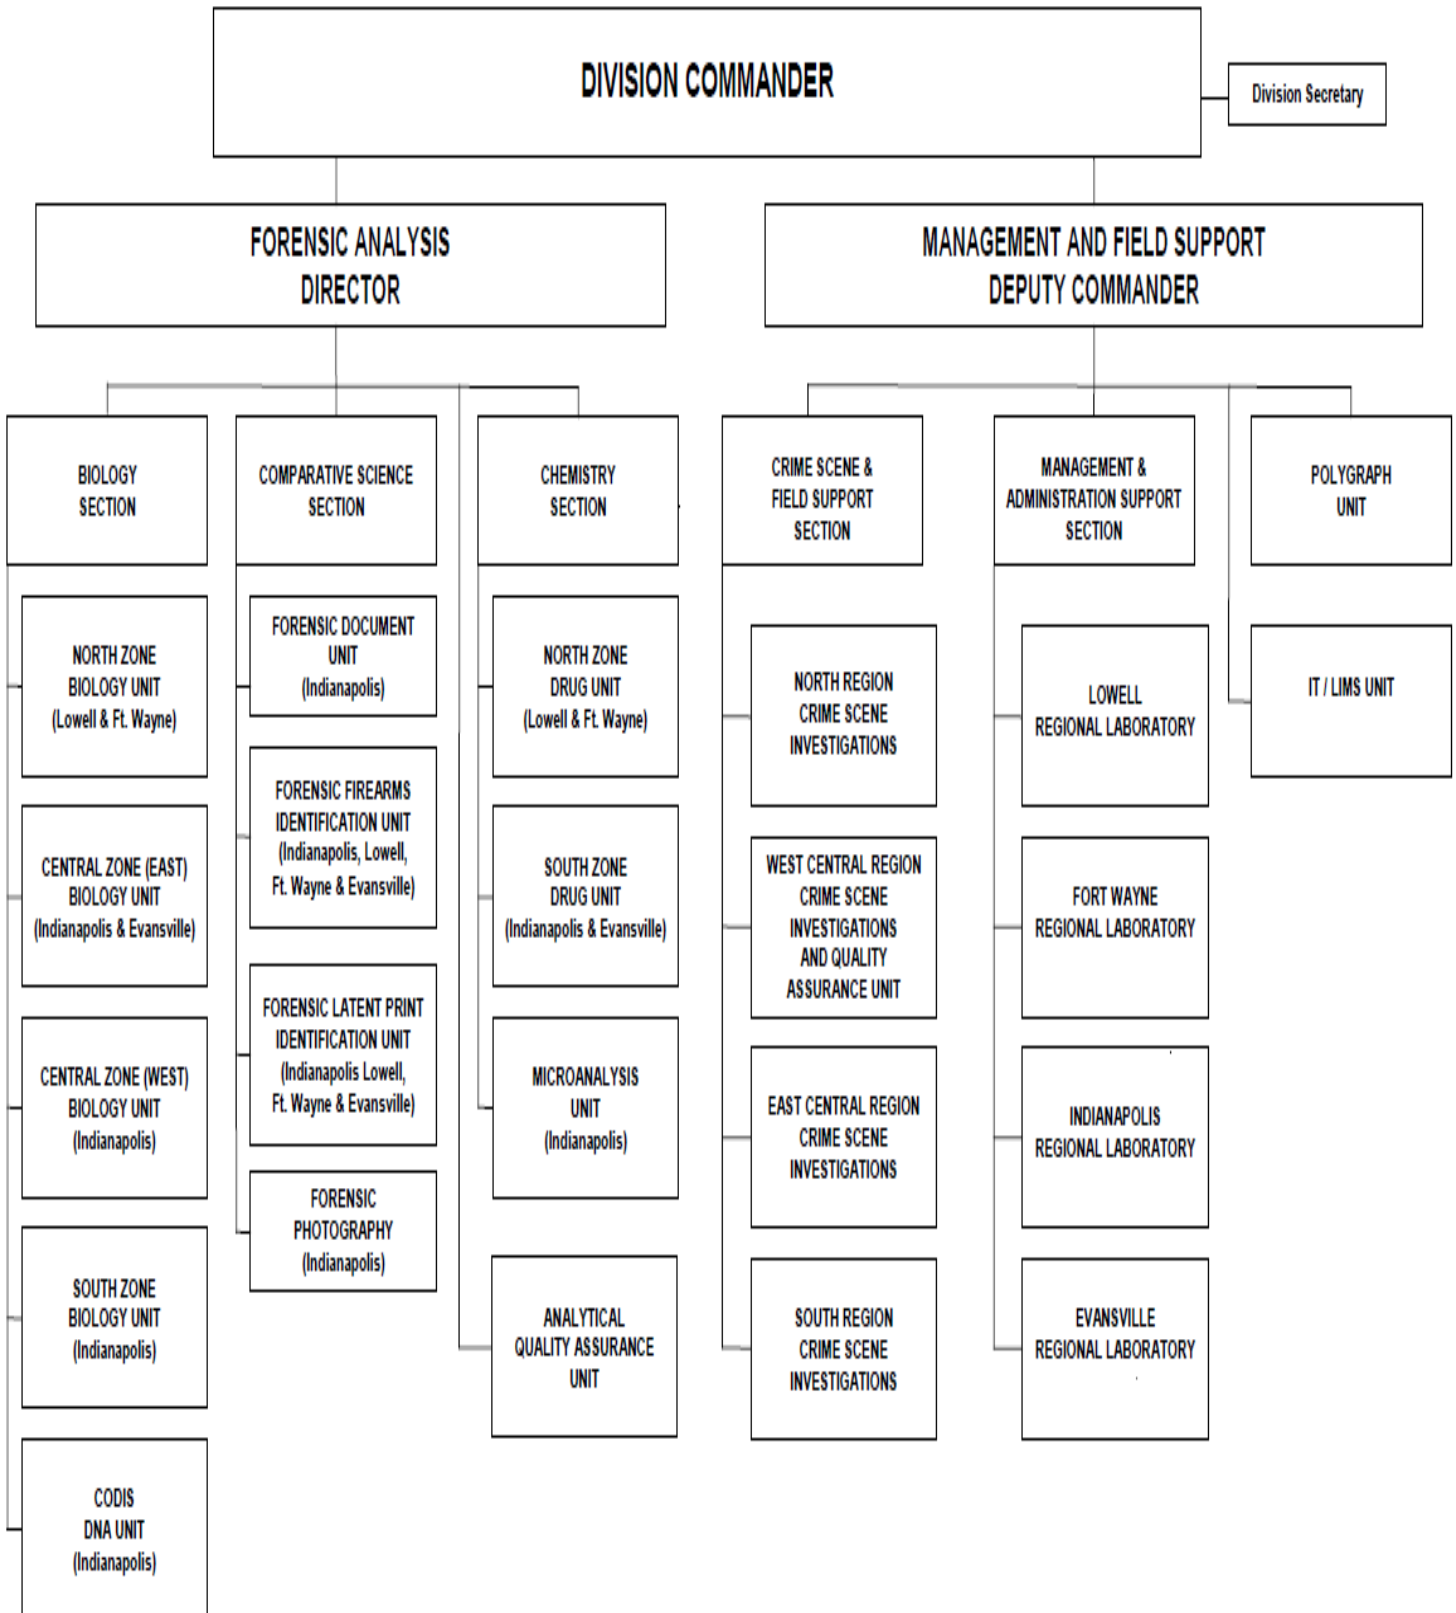 DIVISION COMMANDER
Division Secretary
FORENSIC ANALYSIS
DIRECTOR
MANAGEMENT AND FIELD SUPPORT
DEPUTY COMMANDER
BIOLOGY
SECTION
NORTH ZONE
BIOLOGY UNIT
(Lowell & Ft. Wayne)
CENTRAL ZONE (EAST)
BIOLOGY UNIT
(Indianapolis & Evansville)
CENTRAL ZONE (WEST)
BIOLOGY UNIT
(Indianapolis)
SOUTH ZONE
BIOLOGY UNIT
(Indianapolis)
CODIS
DNA UNIT
(Indianapolis)
COMPARATIVE SCIENCE
SECTION
FORENSIC DOCUMENT
UNIT
(Indianapolis)
FORENSIC FIREARMS
IDENTIFICATION UNIT
(Indianapolis, Lowell,
Ft. Wayne & Evansville)
FORENSIC LATENT PRINT
IDENTIFICATION UNIT
(Indianapolis Lowell,
Ft. Wayne & Evansville)
FORENSIC
PHOTOGRAPHY
(Indianapolis)
CHEMISTRY
SECTION
NORTH ZONE
DRUG UNIT
(Lowell & Ft. Wayne)
SOUTH ZONE
DRUG UNIT
(Indianapolis & Evansville)
MICROANALYSIS
UNIT
(Indianapolis)
ANALYTICAL
QUALITY ASSURANCE
UNIT
CRIME SCENE &
FIELD SUPPORT
SECTION
NORTH REGION
CRIME SCENE
INVESTIGATIONS
WEST CENTRAL REGION
CRIME SCENE
INVESTIGATIONS
AND QUALITY
ASSURANCE UNIT
EAST CENTRAL REGION
CRIME SCENE
INVESTIGATIONS
SOUTH REGION
CRIME SCENE
INVESTIGATIONS
MANAGEMENT &
ADMINISTRATION SUPPORT
SECTION
LOWELL
REGIONAL LABORATORY
FORT WAYNE
REGIONAL LABORATORY
INDIANAPOLIS
REGIONAL LABORATORY
EVANSVILLE
REGIONAL LABORATORY
POLYGRAPH
UNIT
IT / LIMS UNIT